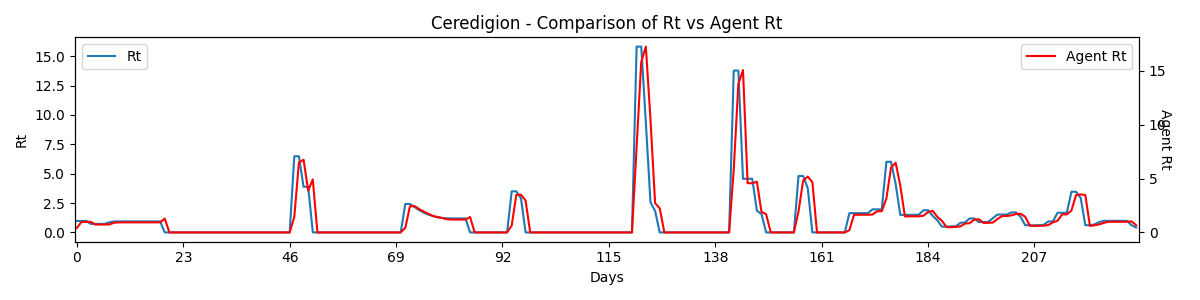 Ceredigion - Comparison of Rt vs Agent Rt
Rt
Agent Rt
15.0
12.5
10.0
7.5
5.0
2.5
0.0
Rt
15
10
5
0
Agent Rt
0 23 46 69 92 115 138 161 184 207
Days